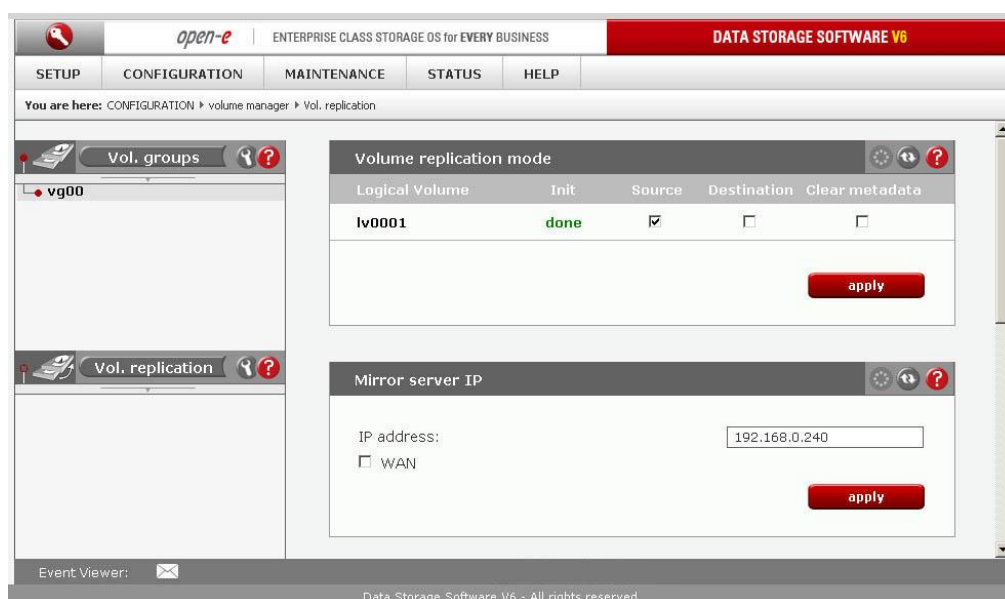 open-e
ENTERPRISE CLASS STORAGE OS for EVERY BUSINESS
DATA STORAGE SOFTWARE V6
SETUP CONFIGURATION MAINTENANCE STATUS HELP
You are here: CONFIGURATION volume manager Vol. replication
Vol. groups
?
vg00
Volume replication mode
?
Logical Volume Init Source Destination Clear metadata
lv0001 done
apply
Vol. replication
?
Mirror server IP
?
IP address: 192.168.0.240
WAN
apply
Event Viewer:
Data Storage Software V6 - All rights reserved